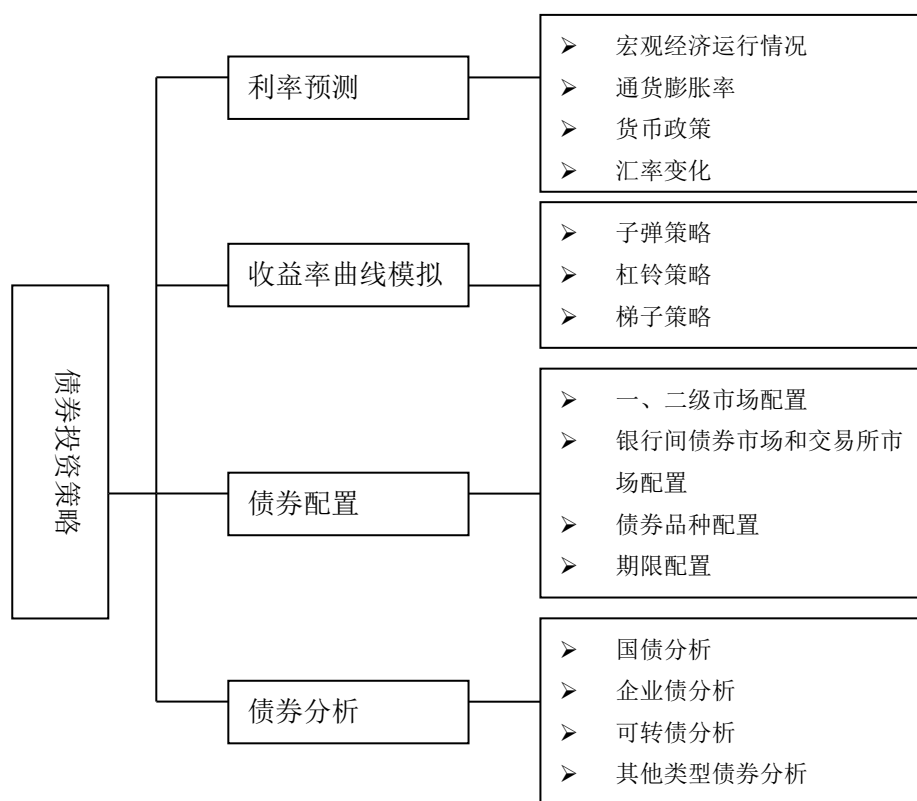 债券投资策略
利率预测
➢ 宏观经济运行情况
➢ 通货膨胀率
➢ 货币政策
➢ 汇率变化
收益率曲线模拟
➢ 子弹策略
➢ 杠铃策略
➢ 梯子策略
债券配置
➢ 一、二级市场配置
➢ 银行间债券市场和交易所市
场配置
➢ 债券品种配置
➢ 期限配置
债券分析
➢ 国债分析
➢ 企业债分析
➢ 可转债分析
➢ 其他类型债券分析